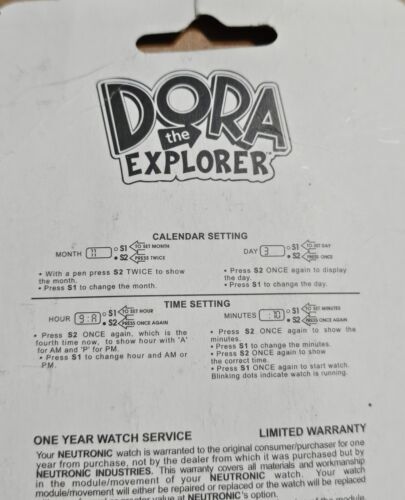 DORA
the
EXPLORER
CALENDAR SETTING
MONTH 11 S1 TO SET MONTH
S2 PRESS TWICE
• With a pen press S2 TWICE to show
the month.
• Press S1 to change the month.
DAY 3 S1 TO SET DAY
S2 PRESS ONCE
• Press S2 ONCE again to display
the day.
• Press S1 to change the day.
TIME SETTING
HOUR 9:A S1 TO SET HOUR
S2 PRESS ONCE AGAIN
• Press S2 ONCE again, which is the
fourth time now, to show hour with 'A'
for AM and 'P' for PM.
• Press S1 to change hour and AM or
PM.
MINUTES :10 S1 TO SET MINUTES
S2 PRESS ONCE AGAIN
• Press S2 ONCE again to show the
minutes.
• Press S1 to change the minutes.
• Press S2 ONCE again to show
the correct time.
• Press S1 ONCE again to start watch.
Blinking dots indicate watch is running.
ONE YEAR WATCH SERVICE LIMITED WARRANTY
Your NEUTRONIC watch is warranted to the original consumer/purchaser for one
year from purchase, not by the dealer from which it was purchased but by
NEUTRONIC INDUSTRIES. This warranty covers all materials and workmanship
in the module/movement of your NEUTRONIC watch. Your watch
module/movement will either be repaired or replaced or the watch will be replaced
value at NEUTRONIC's option.
of the module